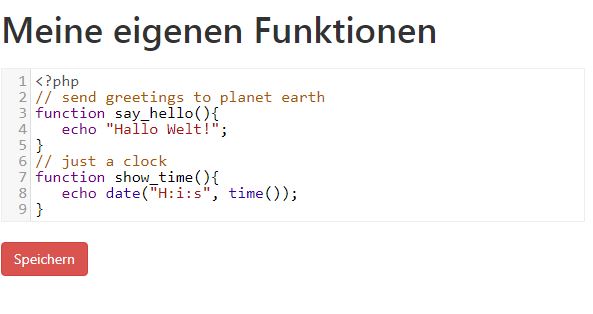 Meine eigenen Funktionen
1 <?php
2 // send greetings to planet earth
3 function say_hello(){
4    echo "Hallo Welt!";
5 }
6 // just a clock
7 function show_time(){
8    echo date("H:i:s", time());
9 }
Speichern